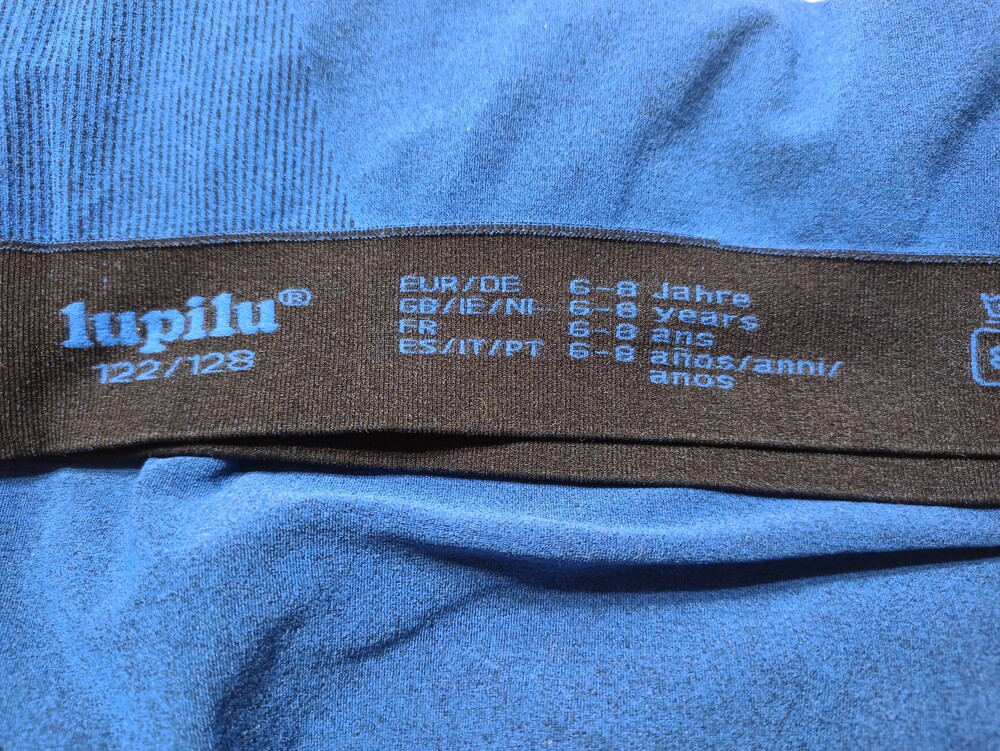 lupilu®
122/128
EUR/DE 6-8 Jahre
GB/IE/NI 6-8 years
FR 6-8 ans
ES/IT/PT 6-8 años/anni/
anos